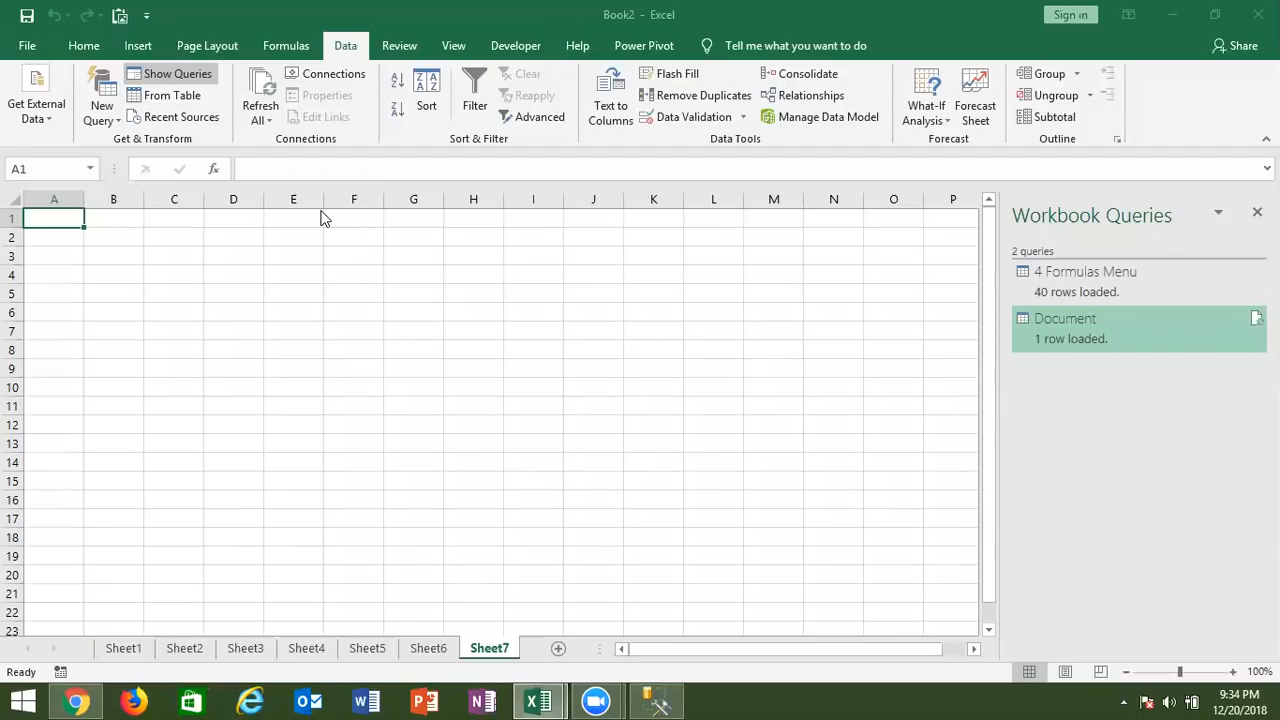 Book2 - Excel
Sign in
File Home Insert Page Layout Formulas Data Review View Developer Help Power Pivot Tell me what you want to do Share
Get External Data
New Query
Show Queries
From Table
Recent Sources
Get & Transform
Refresh All
Connections
Properties
Edit Links
Connections
Sort
Filter
Clear
Reapply
Advanced
Sort & Filter
Text to Columns
Flash Fill
Remove Duplicates
Data Validation
Consolidate
Relationships
Manage Data Model
Data Tools
What-If Analysis
Forecast Sheet
Forecast
Group
Ungroup
Subtotal
Outline
A1
fx
A B C D E F G H I J K L M N O P
1
2
3
4
5
6
7
8
9
10
11
12
13
14
15
16
17
18
19
20
21
22
23
Workbook Queries
2 queries
4 Formulas Menu
40 rows loaded.
Document
1 row loaded.
Sheet1 Sheet2 Sheet3 Sheet4 Sheet5 Sheet6 Sheet7
Ready
100%
9:34 PM
12/20/2018